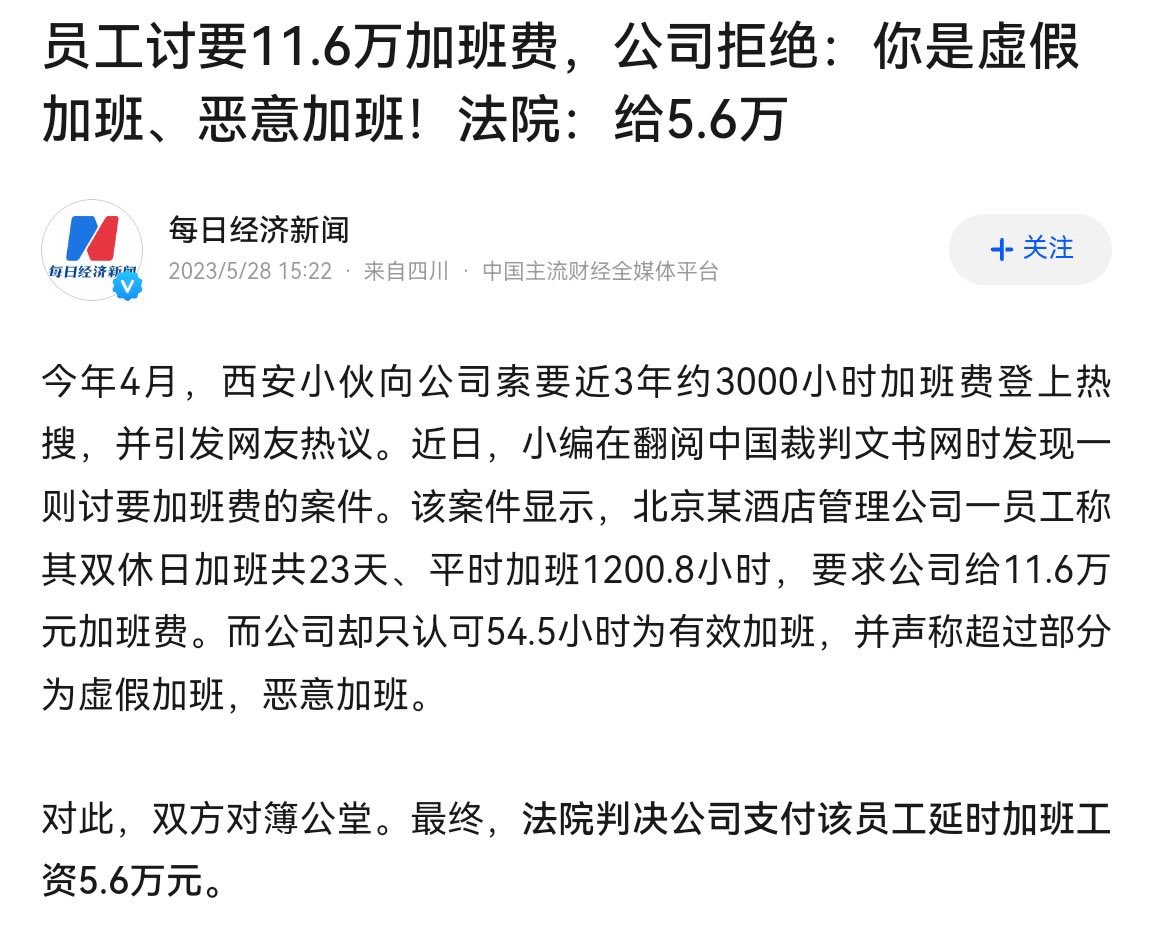 员工讨要11.6万加班费，公司拒绝：你是虚假
加班、恶意加班！法院：给5.6万
每日经济新闻
每日经济新闻
2023/5/28 15:22 · 来自四川 · 中国主流财经全媒体平台
+ 关注
今年4月，西安小伙向公司索要近3年约3000小时加班费登上热
搜，并引发网友热议。近日，小编在翻阅中国裁判文书网时发现一
则讨要加班费的案件。该案件显示，北京某酒店管理公司一员工称
其双休日加班共23天、平时加班1200.8小时，要求公司给11.6万
元加班费。而公司却只认可54.5小时为有效加班，并声称超过部分
为虚假加班，恶意加班。
对此，双方对簿公堂。最终，法院判决公司支付该员工延时加班工
资5.6万元。